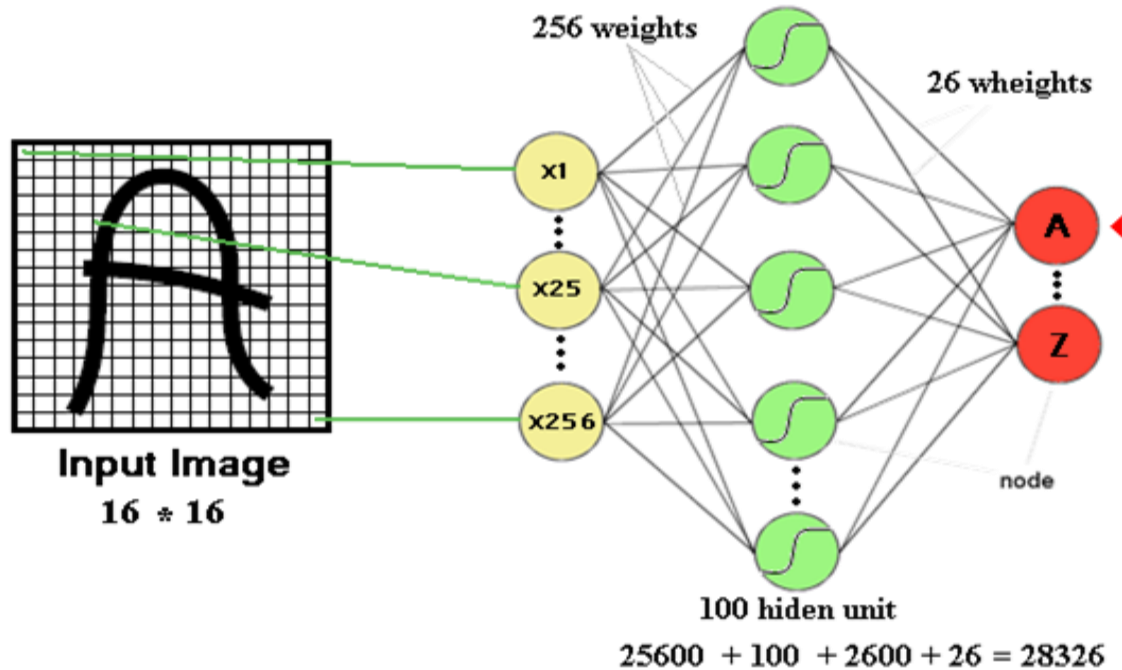 256 weights
26 wheights
x1
x25
x256
A
Z
node
Input Image
16 * 16
100 hiden unit
25600 + 100 + 2600 + 26 = 28326